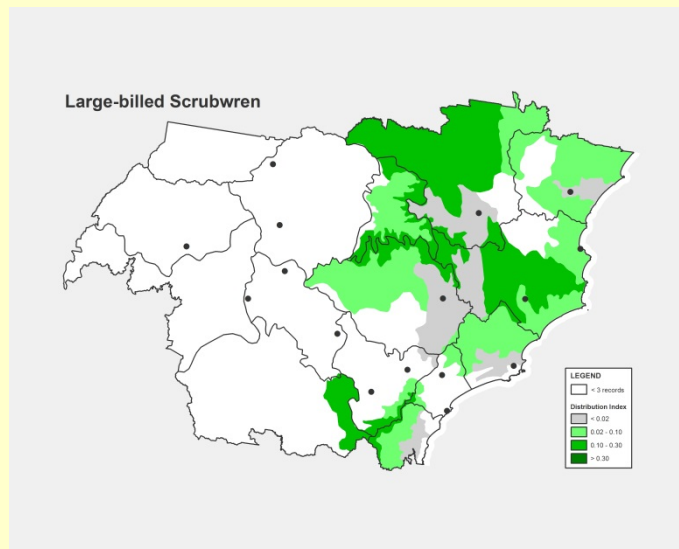 Large-billed Scrubwren
LEGEND
< 3 records
Distribution Index
< 0.02
0.02 - 0.10
0.10 - 0.30
> 0.30